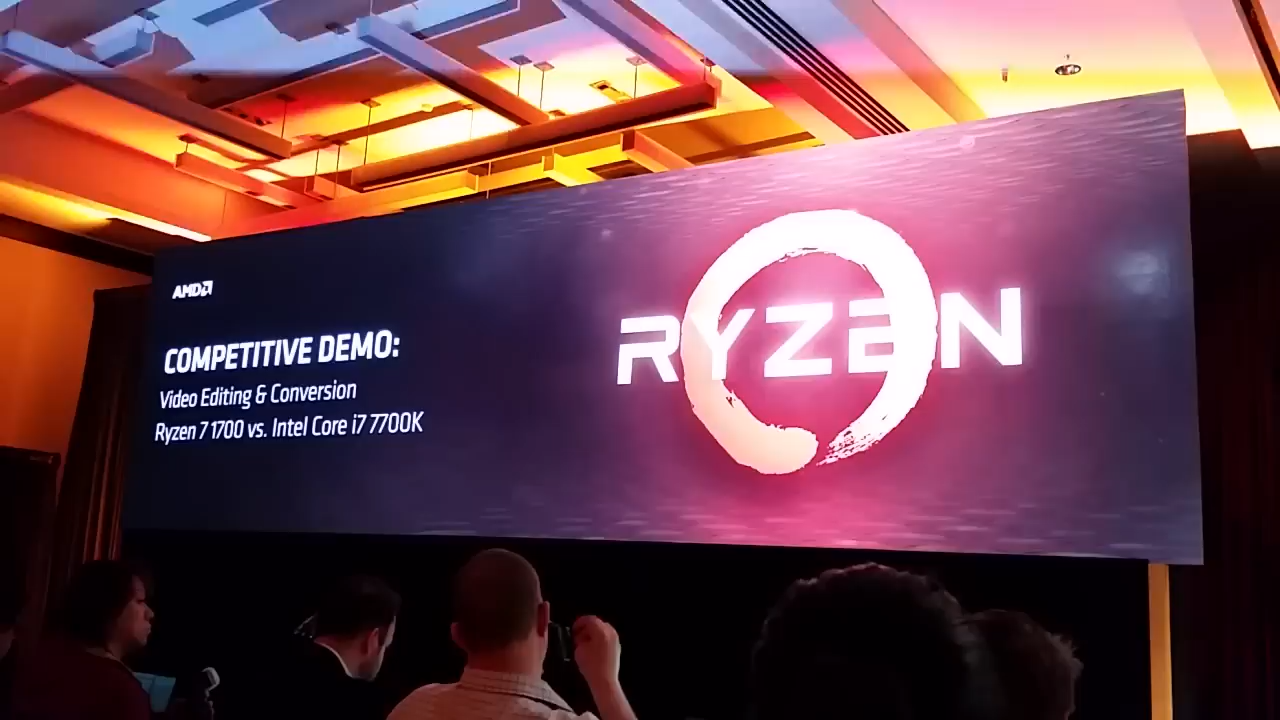 AMD
COMPETITIVE DEMO:
Video Editing & Conversion
Ryzen 7 1700 vs. Intel Core i7 7700K
RYZEN